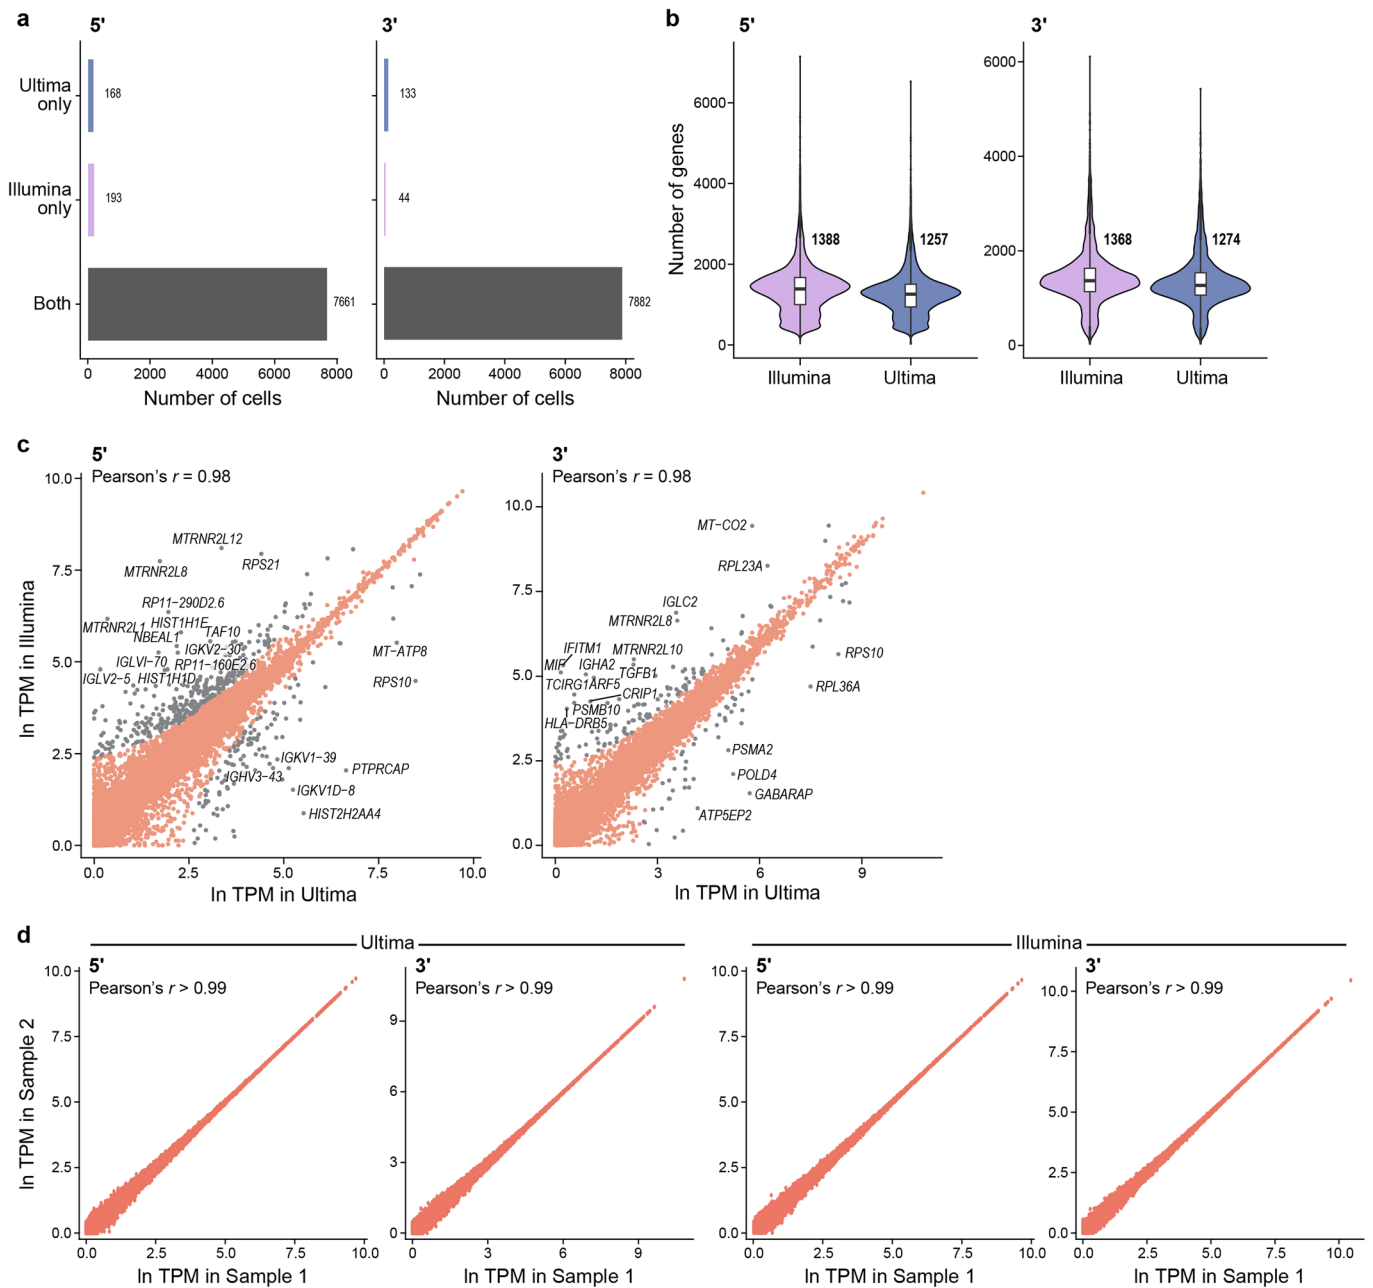 a
5'
3'
Ultima
only
168
133
Illumina
only
193
44
Both
7661
7882
0 2000 4000 6000 8000
0 2000 4000 6000 8000
Number of cells
Number of cells
b
5'
3'
Number of genes
6000
4000
2000
0
1388
1257
Illumina
Ultima
6000
4000
2000
0
1368
1274
Illumina
Ultima
c
5'
Pearson's r = 0.98
ln TPM in Illumina
10.0
7.5
5.0
2.5
0.0
MTRNR2L12
RPS21
MTRNR2L8
RP11−290D2.6
MTRNR2L1
HIST1H1E
NBEAL1
TAF10
IGKV2−30
IGLVI−70
RP11−160E2.6
IGLV2−5
HIST1H1D
MT−ATP8
RPS10
IGKV1−39
IGHV3−43
PTPRCAP
IGKV1D−8
HIST2H2AA4
0.0 2.5 5.0 7.5 10.0
ln TPM in Ultima
3'
Pearson's r = 0.98
10.0
7.5
5.0
2.5
0.0
MT−CO2
RPL23A
IGLC2
MTRNR2L8
IFITM1
MTRNR2L10
MIF
IGHA2
TGFB1
TCIRG1
ARF5
CRIP1
PSMB10
HLA−DRB5
RPS10
RPL36A
PSMA2
POLD4
GABARAP
ATP5EP2
0 3 6 9
ln TPM in Ultima
d
Ultima
Illumina
ln TPM in Sample 2
5'
Pearson's r > 0.99
10.0
7.5
5.0
2.5
0.0
0.0 2.5 5.0 7.5 10.0
ln TPM in Sample 1
3'
Pearson's r > 0.99
9
6
3
0
0 3 6 9
ln TPM in Sample 1
5'
Pearson's r > 0.99
10.0
7.5
5.0
2.5
0.0
0.0 2.5 5.0 7.5 10.0
ln TPM in Sample 1
3'
Pearson's r > 0.99
10.0
7.5
5.0
2.5
0.0
0.0 2.5 5.0 7.5 10.0
ln TPM in Sample 1